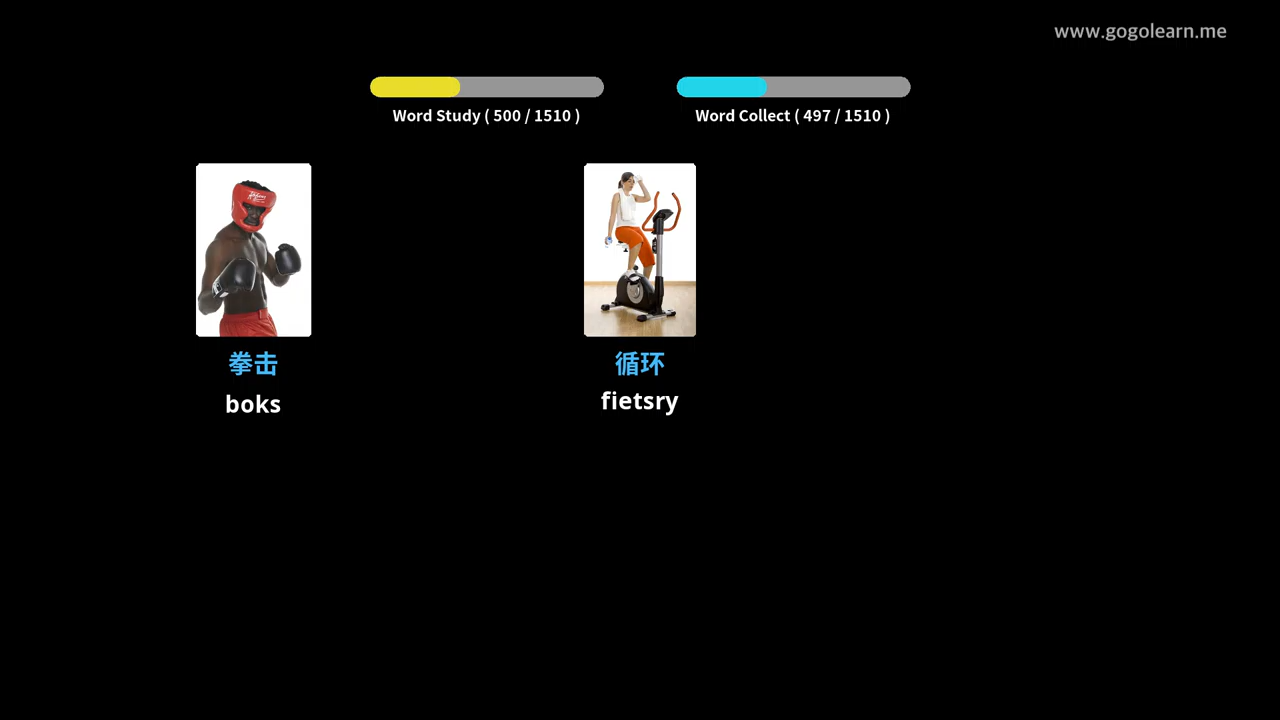 www.gogolearn.me
Word Study ( 500 / 1510 )
Word Collect ( 497 / 1510 )
拳击
循环
boks
fietsry